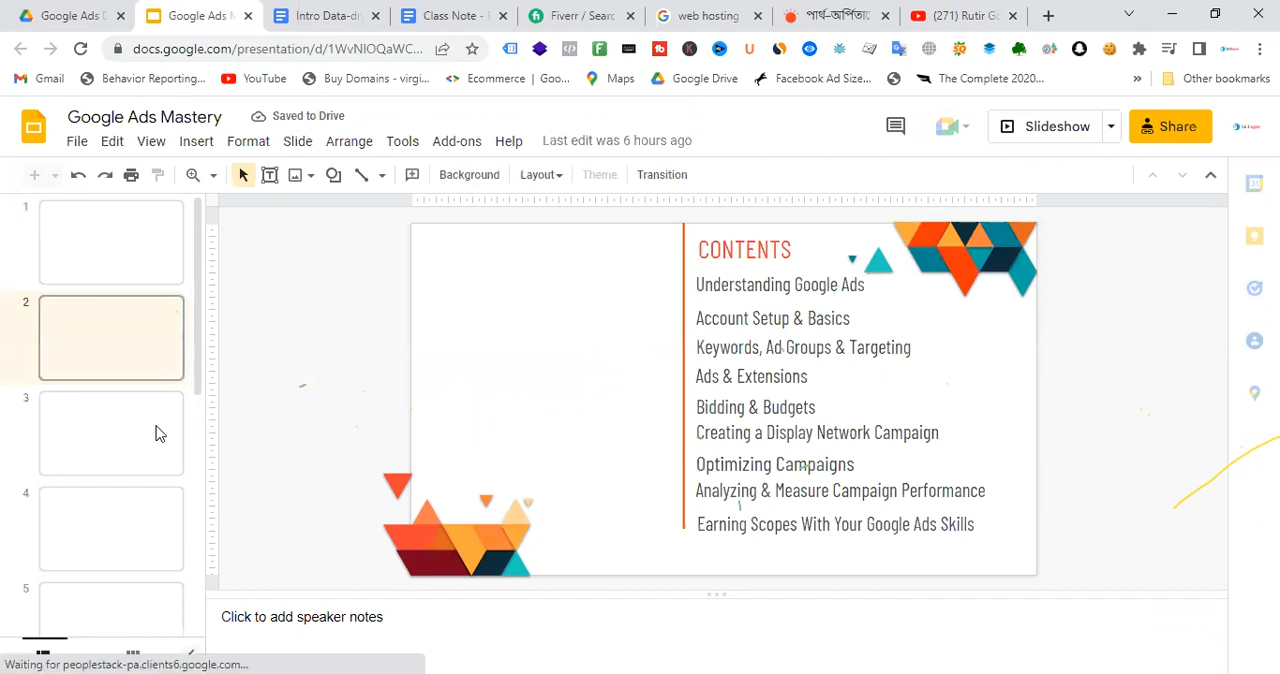 Google Ads D
Google Ads M
Intro Data-dr
Class Note -
Fiverr / Searc
web hosting
পার্থ-অর্পিতা
(271) Rutir Go
docs.google.com/presentation/d/1WvNIOQaWC...
Gmail
Behavior Reporting...
YouTube
Buy Domains - virgi...
Ecommerce | Goo...
Maps
Google Drive
Facebook Ad Size...
The Complete 2020...
»
Other bookmarks
Google Ads Mastery
Saved to Drive
File Edit View Insert Format Slide Arrange Tools Add-ons Help
Last edit was 6 hours ago
Slideshow
Share
Background
Layout
Theme
Transition
1
2
3
4
5
CONTENTS
Understanding Google Ads
Account Setup & Basics
Keywords, Ad Groups & Targeting
Ads & Extensions
Bidding & Budgets
Creating a Display Network Campaign
Optimizing Campaigns
Analyzing & Measure Campaign Performance
Earning Scopes With Your Google Ads Skills
Click to add speaker notes
Waiting for peoplestack-pa.clients6.google.com...